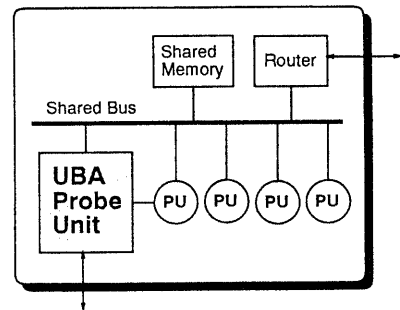 Shared
Memory
Router
Shared Bus
UBA
Probe
Unit
PU
PU
PU
PU